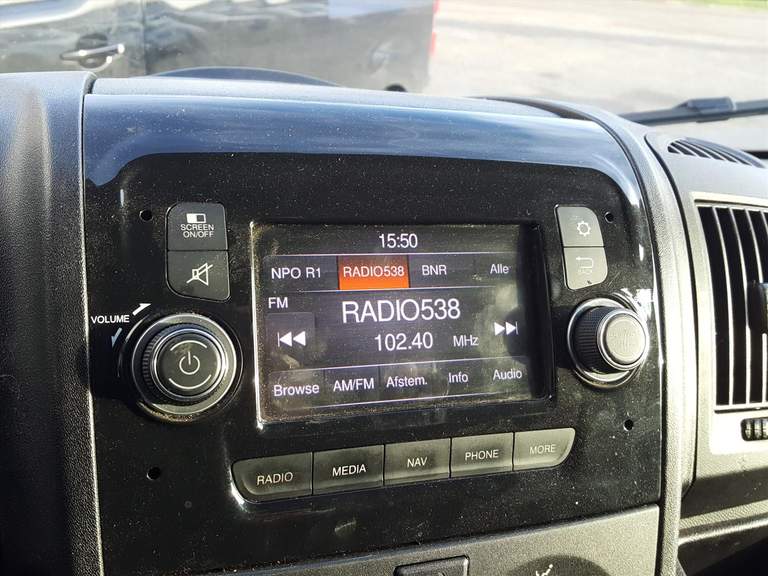 SCREEN
ON/OFF
VOLUME
15:50
NPO R1 RADIO538 BNR Alle
FM
RADIO538
102.40 MHz
Browse AM/FM Afstem. Info Audio
BACK
RADIO MEDIA NAV PHONE MORE